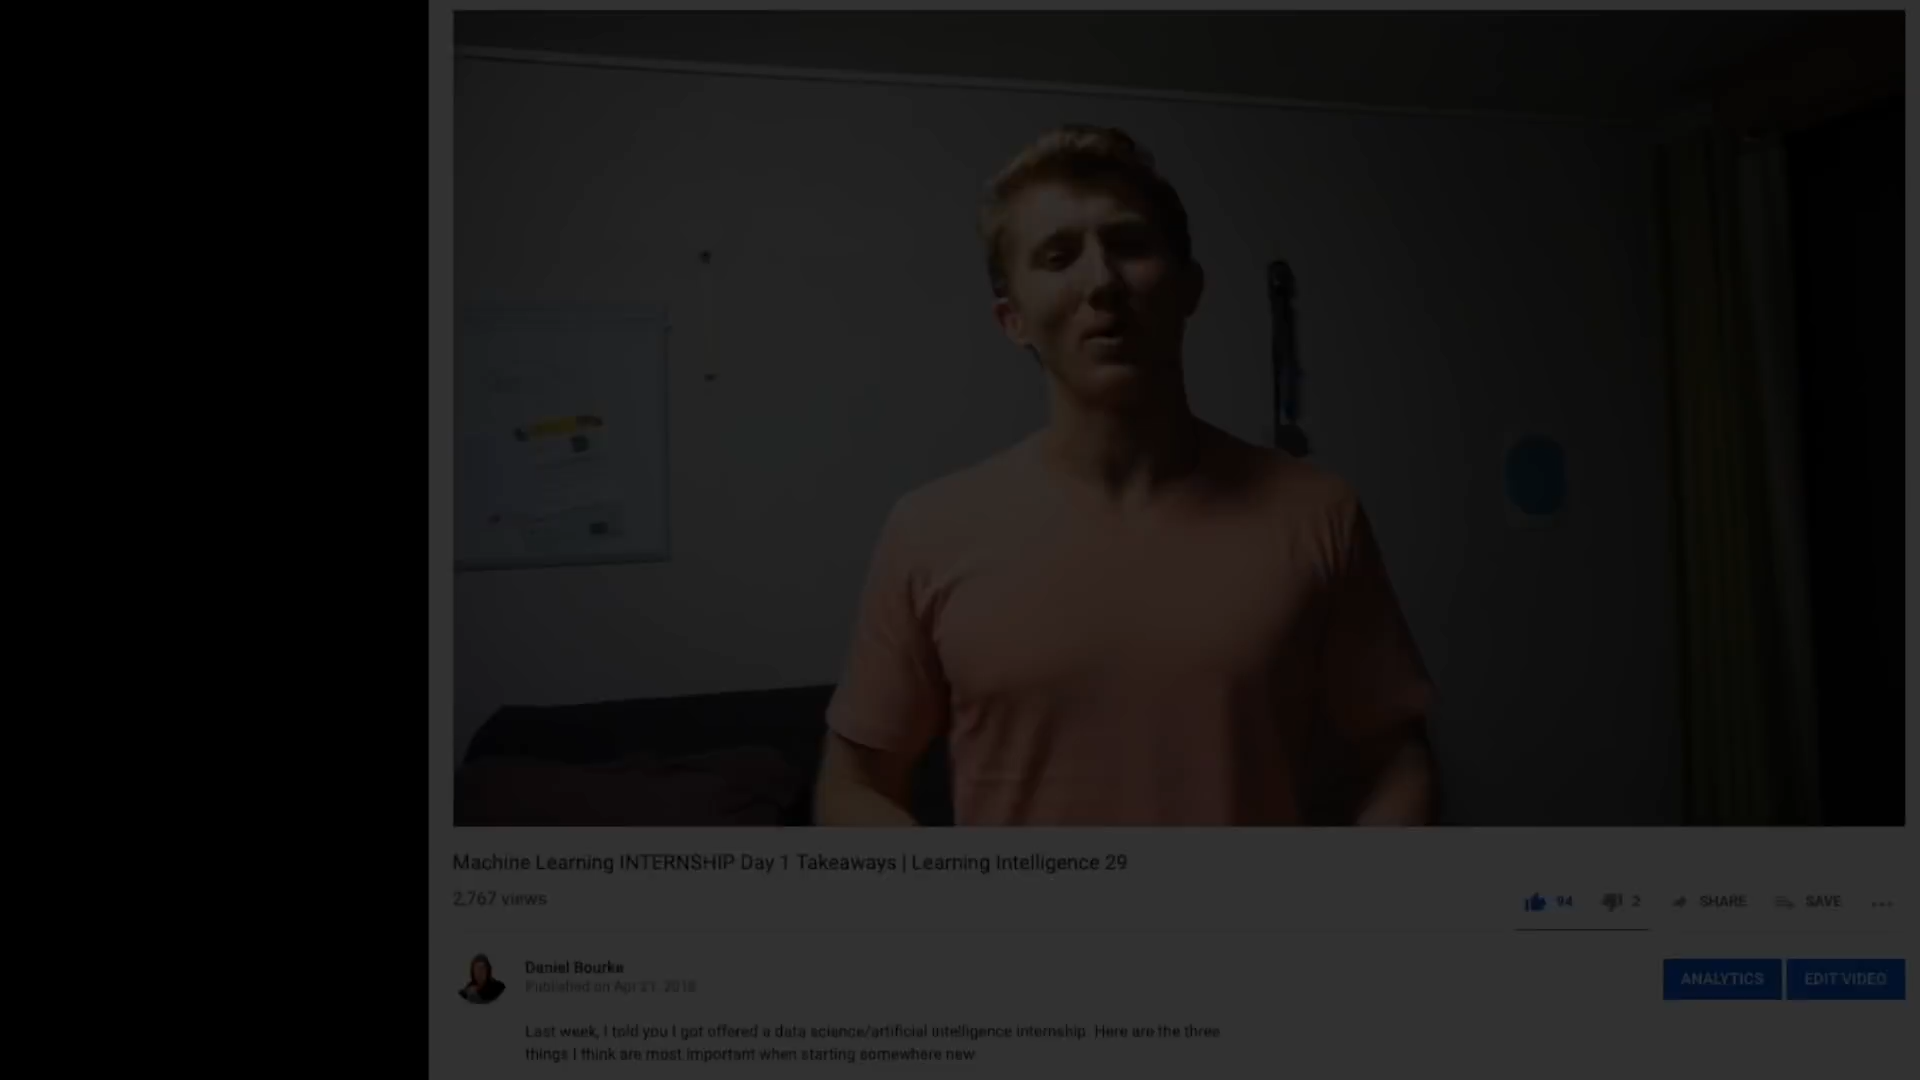 Machine Learning INTERNSHIP Day 1 Takeaways | Learning Intelligence 29
2,767 views
94
2
SHARE
SAVE
Daniel Bourke
Published on Apr 21, 2018
ANALYTICS
EDIT VIDEO
Last week, I told you I got offered a data science/artificial intelligence internship. Here are the three
things I think are most important when starting somewhere new